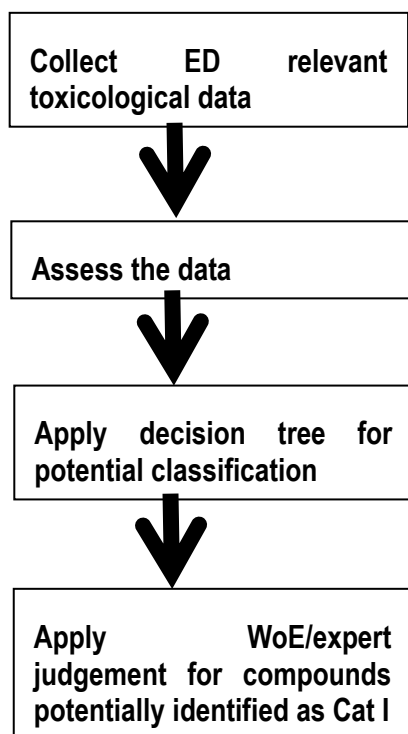 Collect ED relevant
toxicological data
Assess the data
Apply decision tree for
potential classification
Apply WoE/expert
judgement for compounds
potentially identified as Cat I